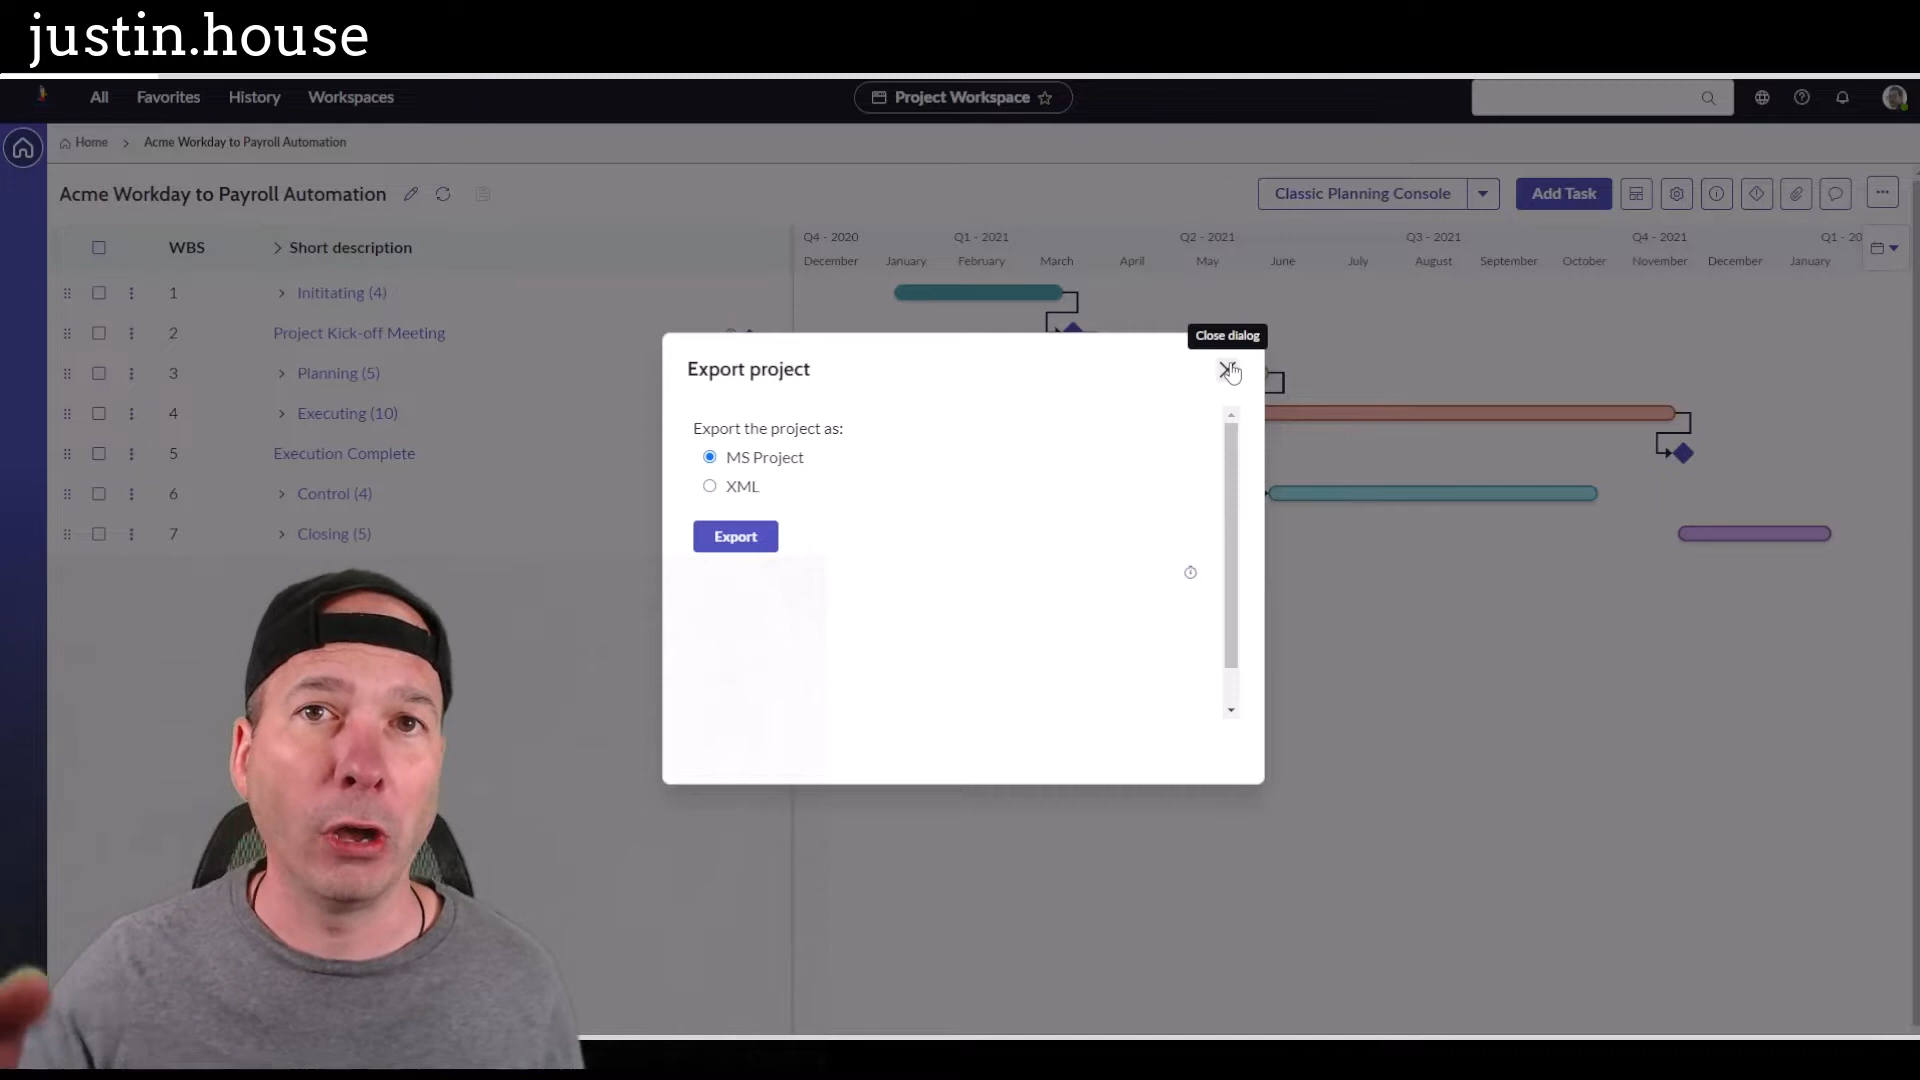 justin.house
All Favorites History Workspaces Project Workspace
Home > Acme Workday to Payroll Automation
Acme Workday to Payroll Automation Classic Planning Console Add Task
Q4 - 2020 Q1 - 2021 Q2 - 2021 Q3 - 2021 Q4 - 2021 Q1 - 20
WBS Short description
December January February March April May June July August September October November December January
1 Inititating (4)
2 Project Kick-off Meeting
3 Planning (5)
4 Executing (10)
5 Execution Complete
6 Control (4)
7 Closing (5)
Close dialog
Export project
Export the project as:
MS Project
XML
Export